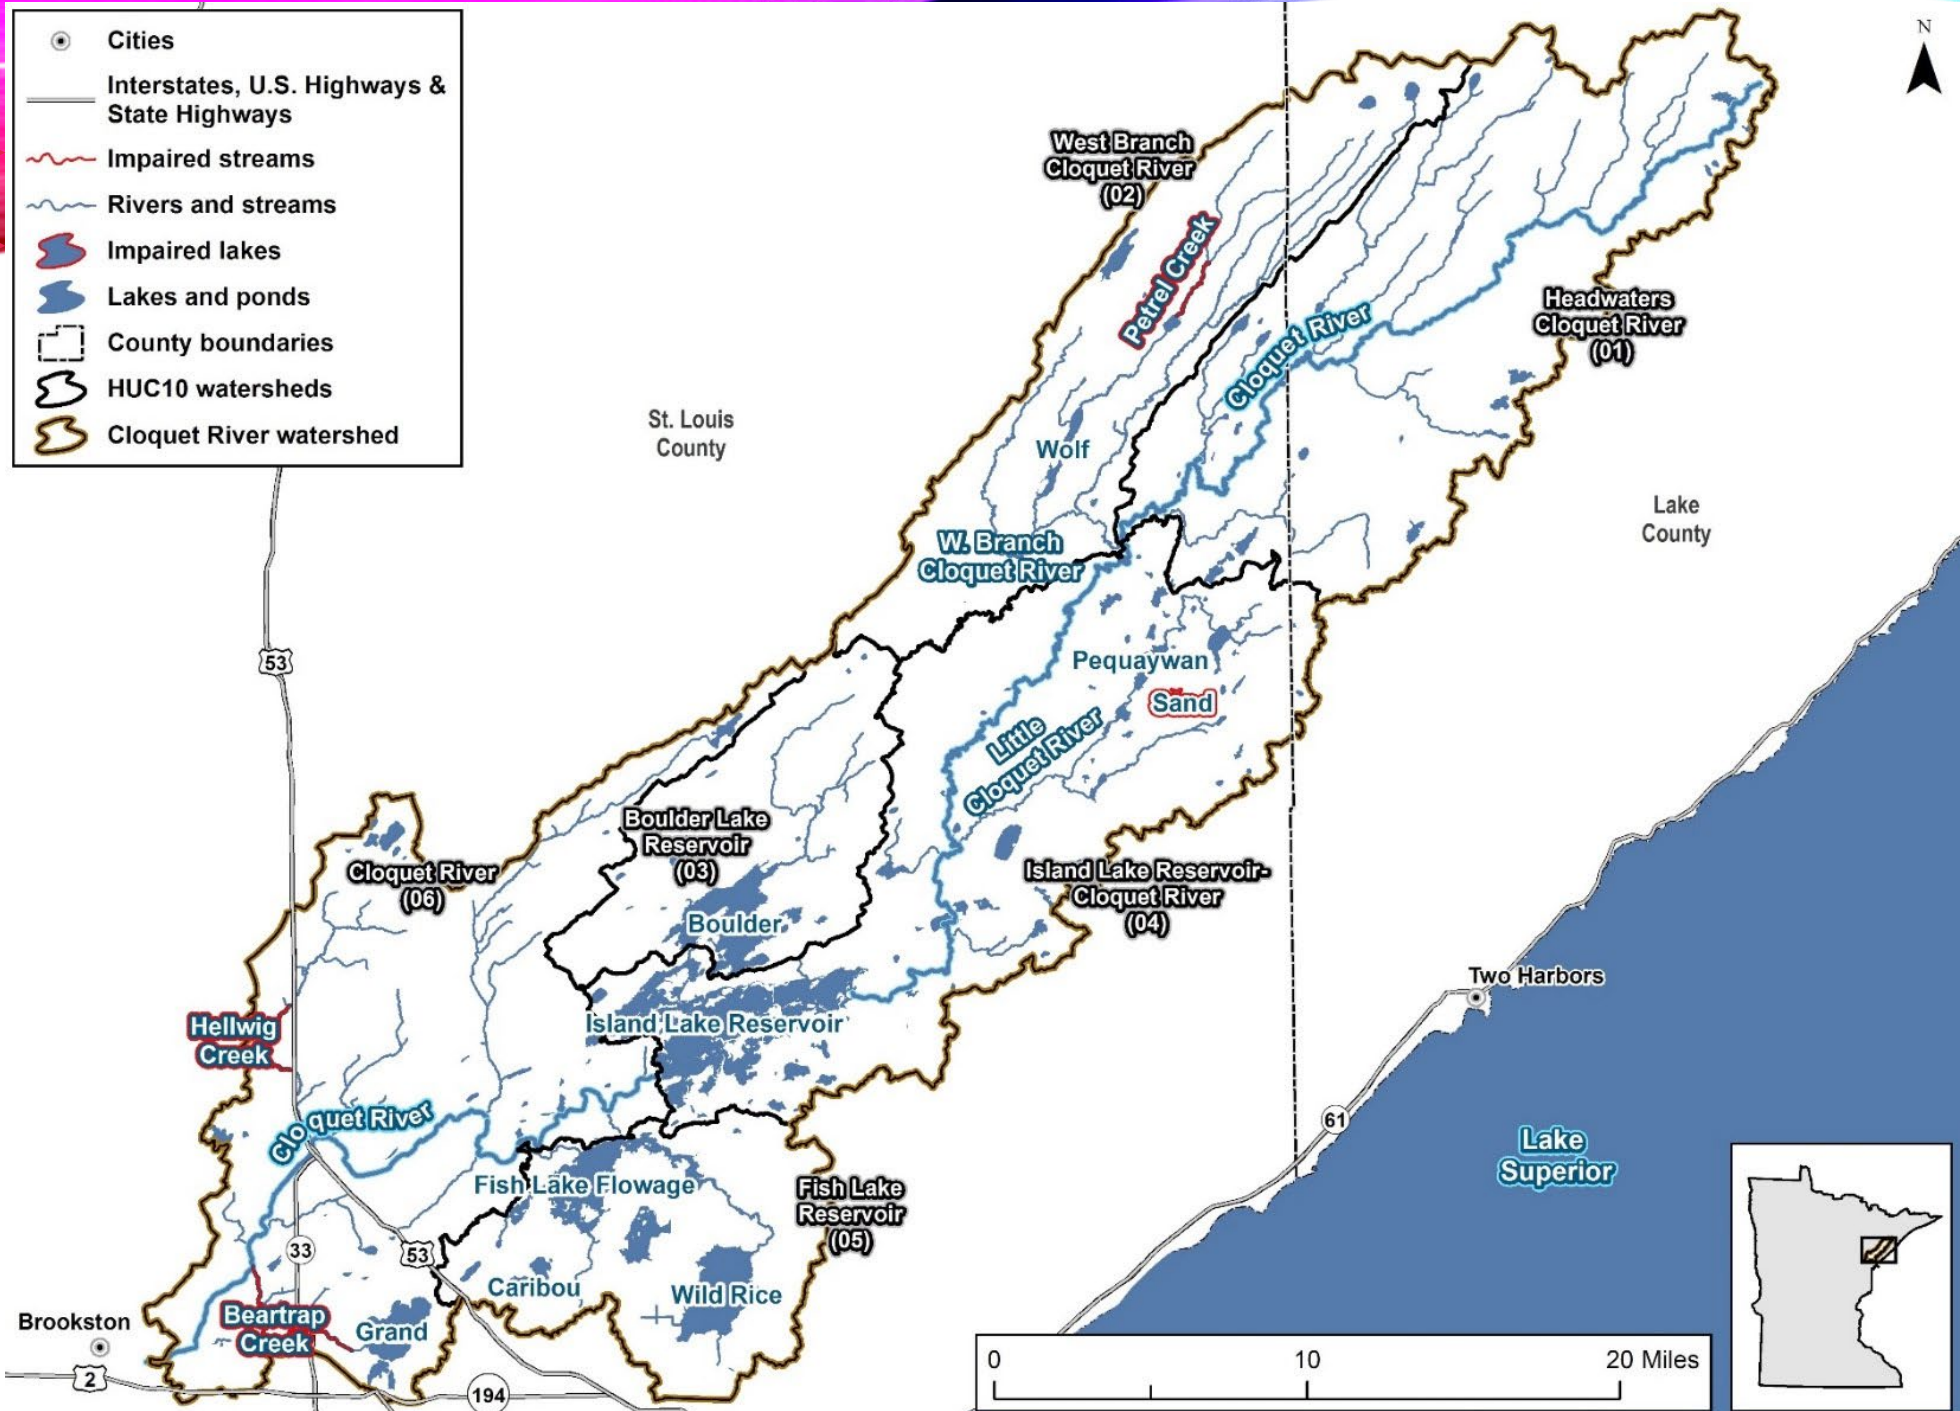 Cities
Interstates, U.S. Highways &
State Highways
Impaired streams
Rivers and streams
Impaired lakes
Lakes and ponds
County boundaries
HUC10 watersheds
Cloquet River watershed
N
West Branch
Cloquet River
(02)
Petrel Creek
Headwaters
Cloquet River
(01)
Cloquet River
St. Louis
County
Wolf
Lake
County
W. Branch
Cloquet River
53
Pequaywan
Sand
Little
Cloquet River
Boulder Lake
Reservoir
(03)
Cloquet River
(06)
Island Lake Reservoir-
Cloquet River
(04)
Boulder
Two Harbors
Island Lake Reservoir
Hellwig
Creek
Cloquet River
61
Lake
Superior
Fish Lake Flowage
Fish Lake
Reservoir
(05)
33
53
Caribou
Wild Rice
Beartrap
Creek
Grand
Brookston
2
194
0 10 20 Miles